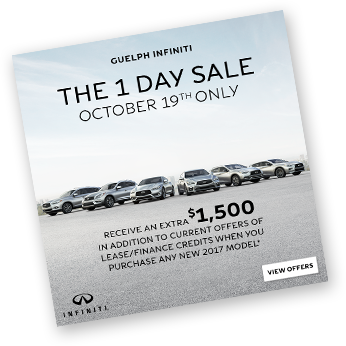 GUELPH INFINITI
THE 1 DAY SALE
OCTOBER 19TH ONLY
RECEIVE AN EXTRA $1,500
IN ADDITION TO CURRENT OFFERS OF
LEASE/FINANCE CREDITS WHEN YOU
PURCHASE ANY NEW 2017 MODEL*
VIEW OFFERS
INFINITI